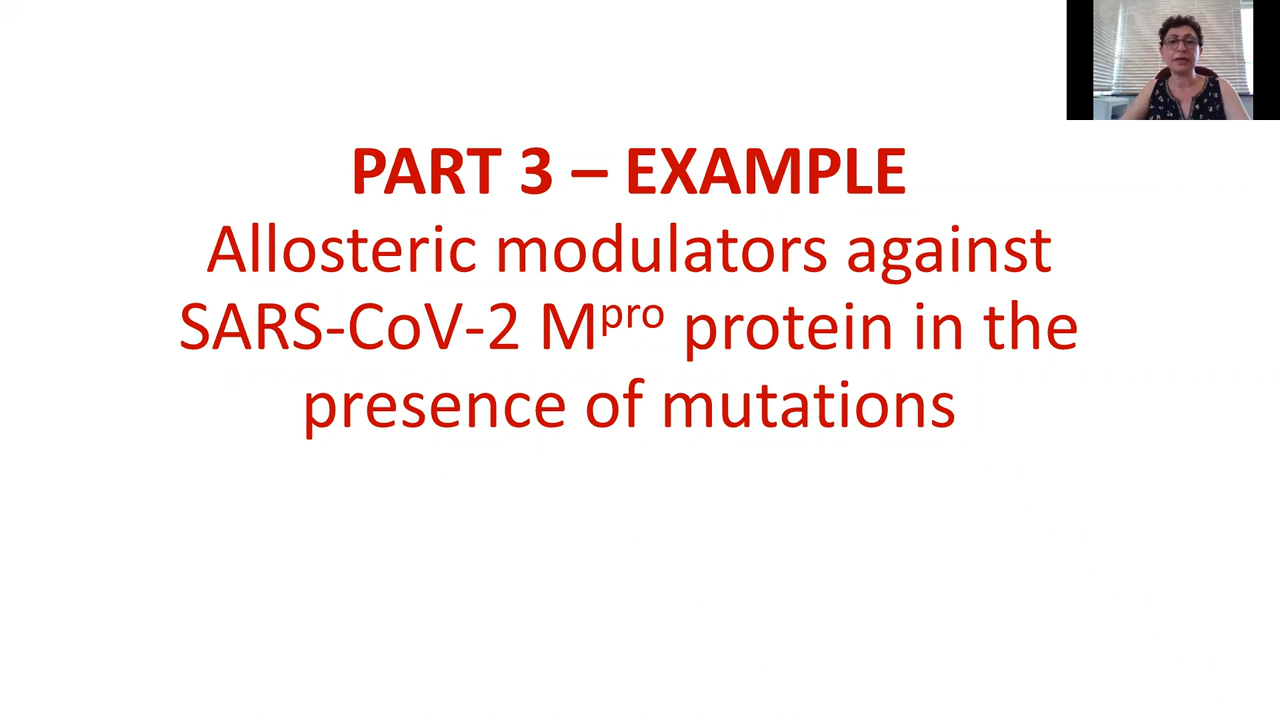 PART 3 – EXAMPLE
Allosteric modulators against
SARS-CoV-2 Mᵖʳᵒ protein in the
presence of mutations